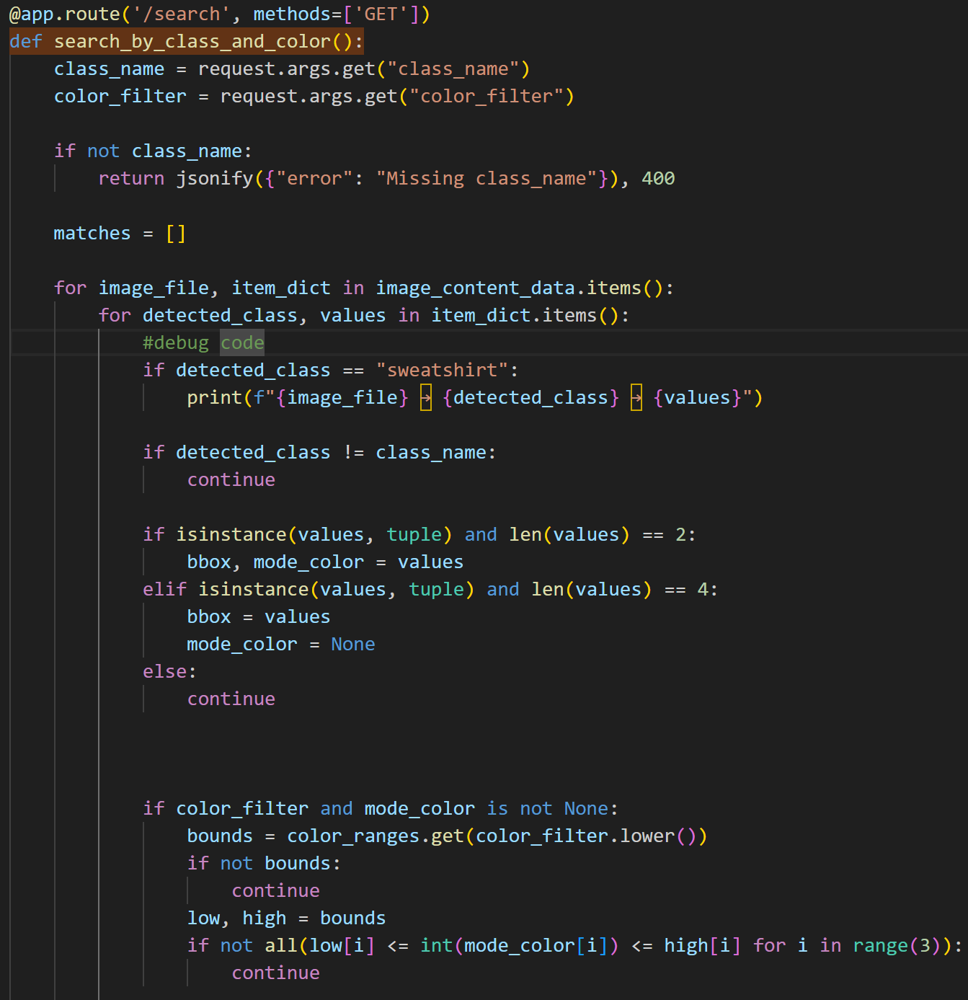 @app.route('/search', methods=['GET'])
def search_by_class_and_color():
    class_name = request.args.get("class_name")
    color_filter = request.args.get("color_filter")

    if not class_name:
        return jsonify({"error": "Missing class_name"}), 400

    matches = []

    for image_file, item_dict in image_content_data.items():
        for detected_class, values in item_dict.items():
            #debug code
            if detected_class == "sweatshirt":
                print(f"{image_file} → {detected_class} → {values}")

            if detected_class != class_name:
                continue

            if isinstance(values, tuple) and len(values) == 2:
                bbox, mode_color = values
            elif isinstance(values, tuple) and len(values) == 4:
                bbox = values
                mode_color = None
            else:
                continue

            if color_filter and mode_color is not None:
                bounds = color_ranges.get(color_filter.lower())
                if not bounds:
                    continue
                low, high = bounds
                if not all(low[i] <= int(mode_color[i]) <= high[i] for i in range(3)):
                    continue